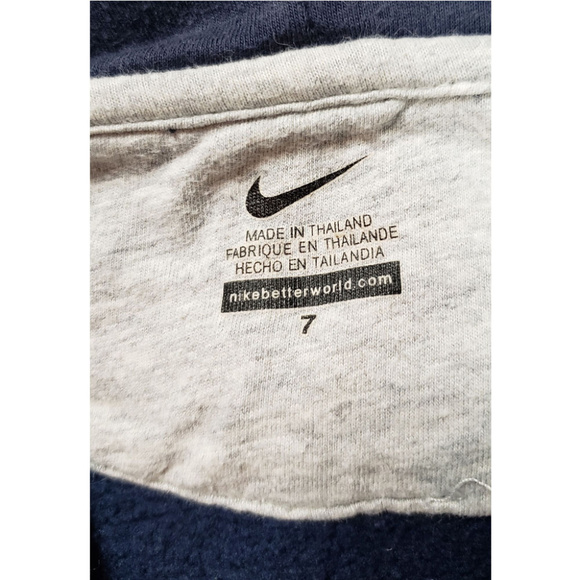 MADE IN THAILAND
FABRIQUE EN THAILANDE
HECHO EN TAILANDIA
nikebetterworld.com
7